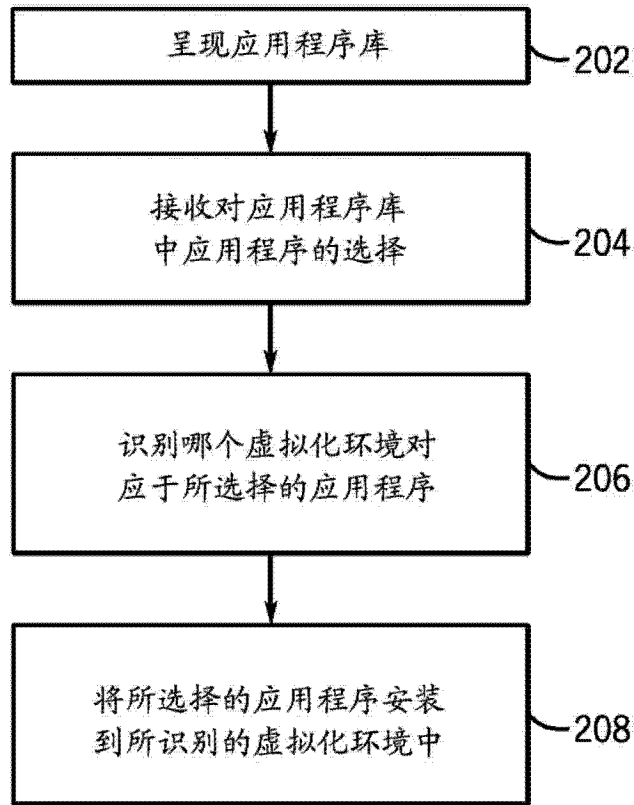 呈现应用程序库
202
接收对应用程序库
中应用程序的选择
204
识别哪个虚拟化环境对
应于所选择的应用程序
206
将所选择的应用程序安装
到所识别的虚拟化环境中
208